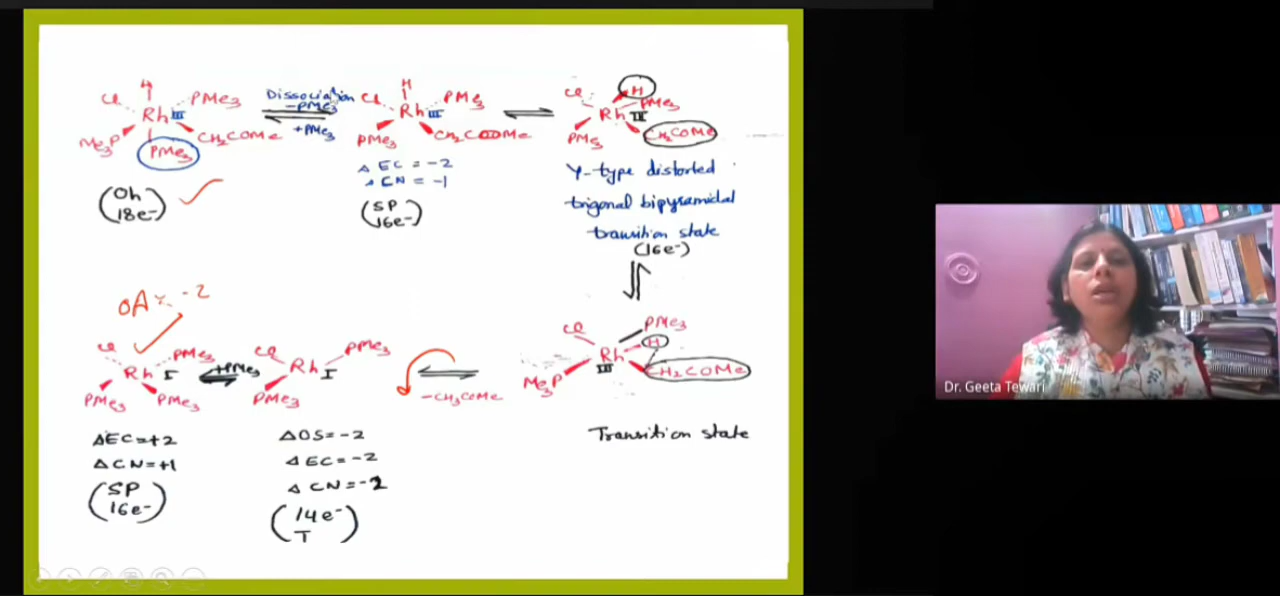 H
Cl PMe3
Rh III
Me3P CH2COMe
PMe3
(Oh
18e-)
Dissociation
-PMe3
+PMe3
H
Cl PMe3
Rh III
PMe3 CH2COOMe
Δ EC = -2
Δ CN = -1
(SP
16e-)
Cl H
PMe3
Rh III
PMe3 CH2COMe
Y-type distorted
trigonal bipyramidal
transition state
(16e-)
OA -2
Cl PMe3
Rh I
PMe3 PMe3
ΔEC=+2
ΔCN=+1
(SP
16e-)
+PMe3
Cl PMe3
Rh I
PMe3
ΔOS=-2
ΔEC=-2
ΔCN=-2
(14e-
T)
-CH3COMe
Cl PMe3
H
Rh
III
Me3P CH2COMe
Transition state
Dr. Geeta Tewari